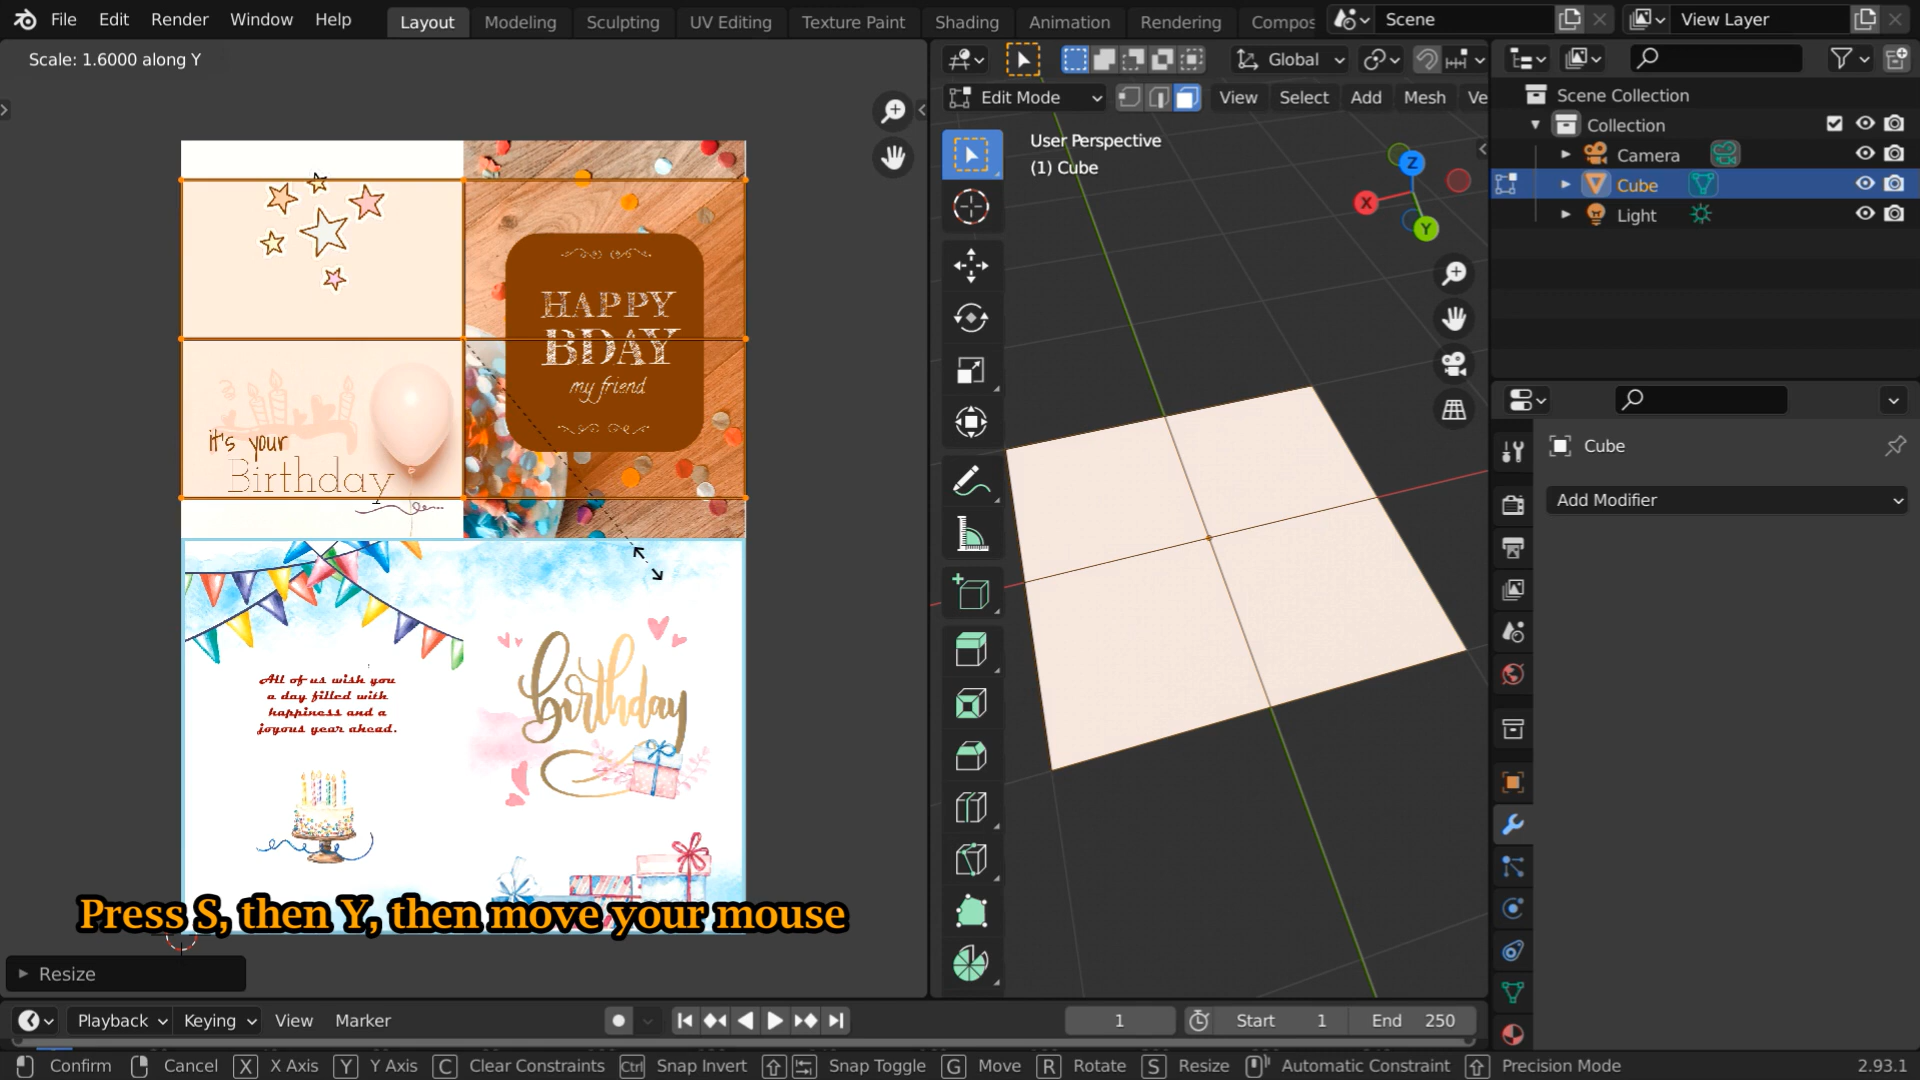 File Edit Render Window Help Layout Modeling Sculpting UV Editing Texture Paint Shading Animation Rendering Compos Scene View Layer
Scale: 1.6000 along Y
Global
Edit Mode View Select Add Mesh Ve
User Perspective
(1) Cube
Z
X
Y
Scene Collection
Collection
Camera
Cube
Light
Cube
Add Modifier
HAPPY
BDAY
my friend
it's your
Birthday
All of us wish you
a day filled with
happiness and a
joyous year ahead.
birthday
Press S, then Y, then move your mouse
Resize
Playback Keying View Marker 1 Start 1 End 250
Confirm Cancel X X Axis Y Y Axis C Clear Constraints Ctrl Snap Invert Snap Toggle G Move R Rotate S Resize Automatic Constraint Precision Mode 2.93.1